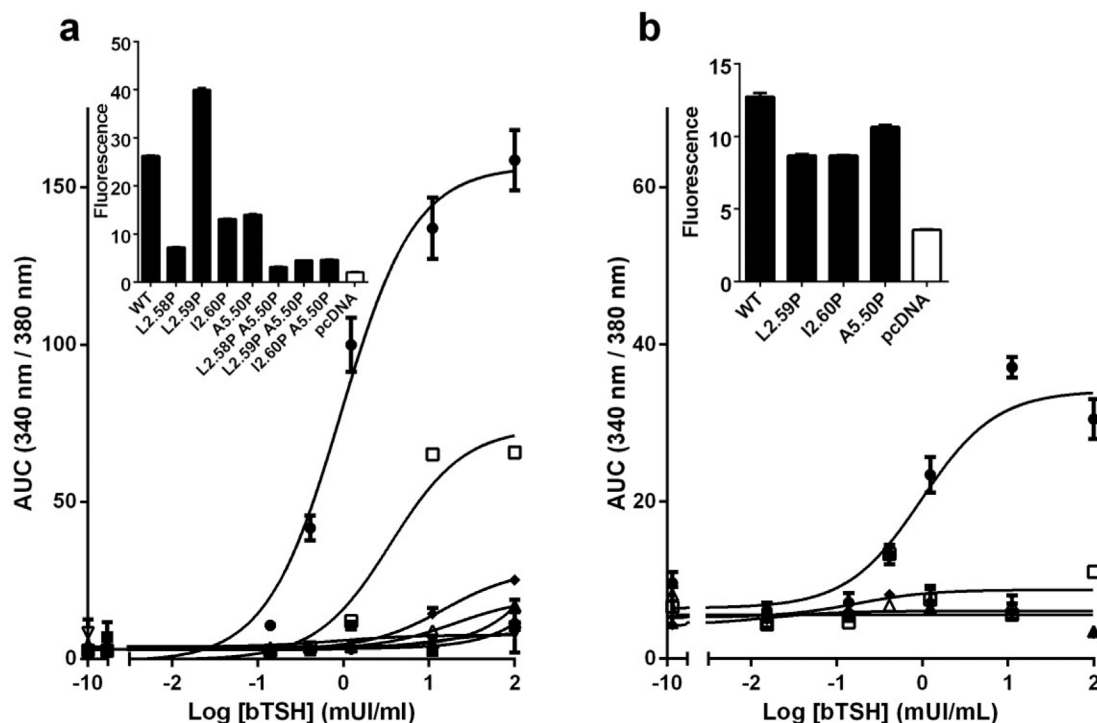 a
50
40
30
20
10
0
Fluorescence
WT
L2.58P
L2.59P
I2.60P
A5.50P
L2.58P A5.50P
L2.59P A5.50P
I2.60P A5.50P
pcDNA
150
100
50
0
AUC (340 nm / 380 nm)
-10 -2 -1 0 1 2
Log [bTSH] (mUI/ml)
b
15
10
5
0
Fluorescence
WT
L2.59P
I2.60P
A5.50P
pcDNA
60
40
20
0
AUC (340 nm / 380 nm)
-10 -2 -1 0 1 2
Log [bTSH] (mUI/mL)